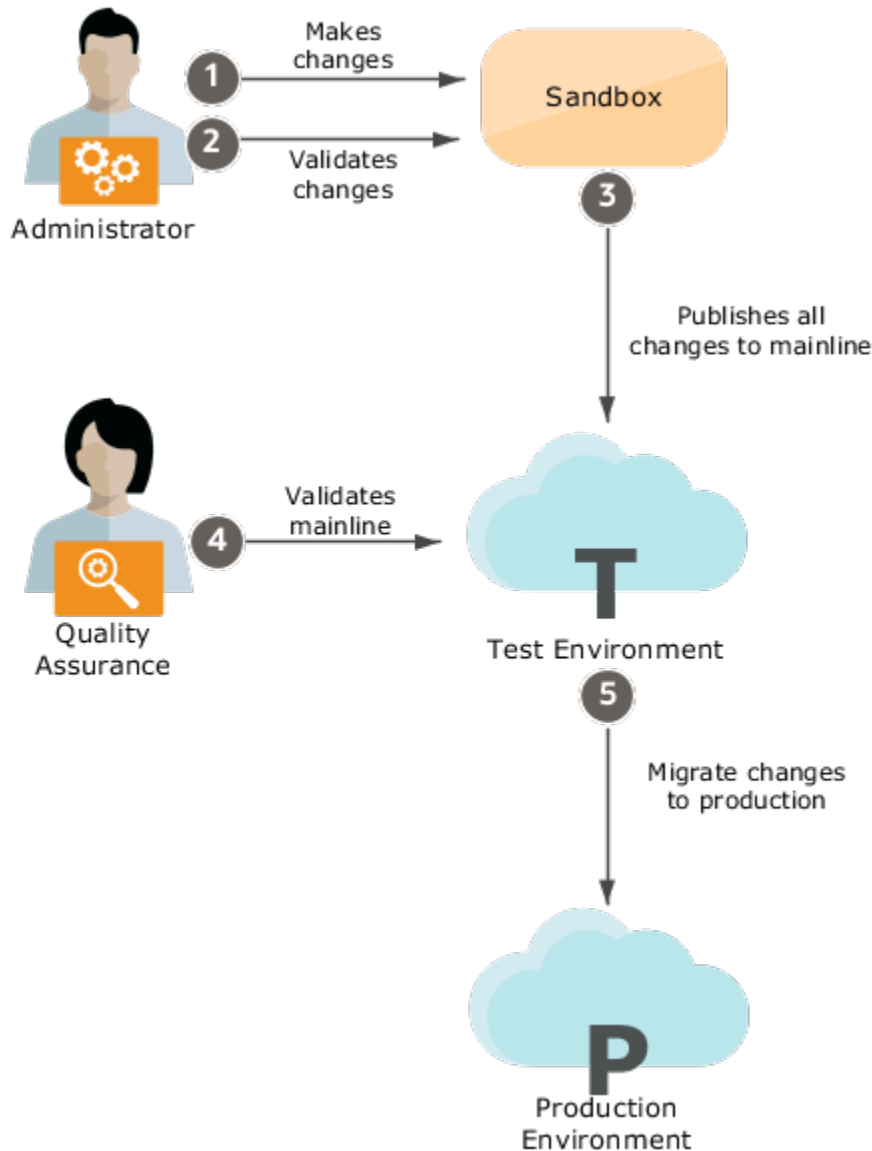 Makes
changes
1
Sandbox
2
Validates
changes
3
Administrator
Publishes all
changes to mainline
Validates
mainline
4
T
Quality
Assurance
Test Environment
5
Migrate changes
to production
P
Production
Environment